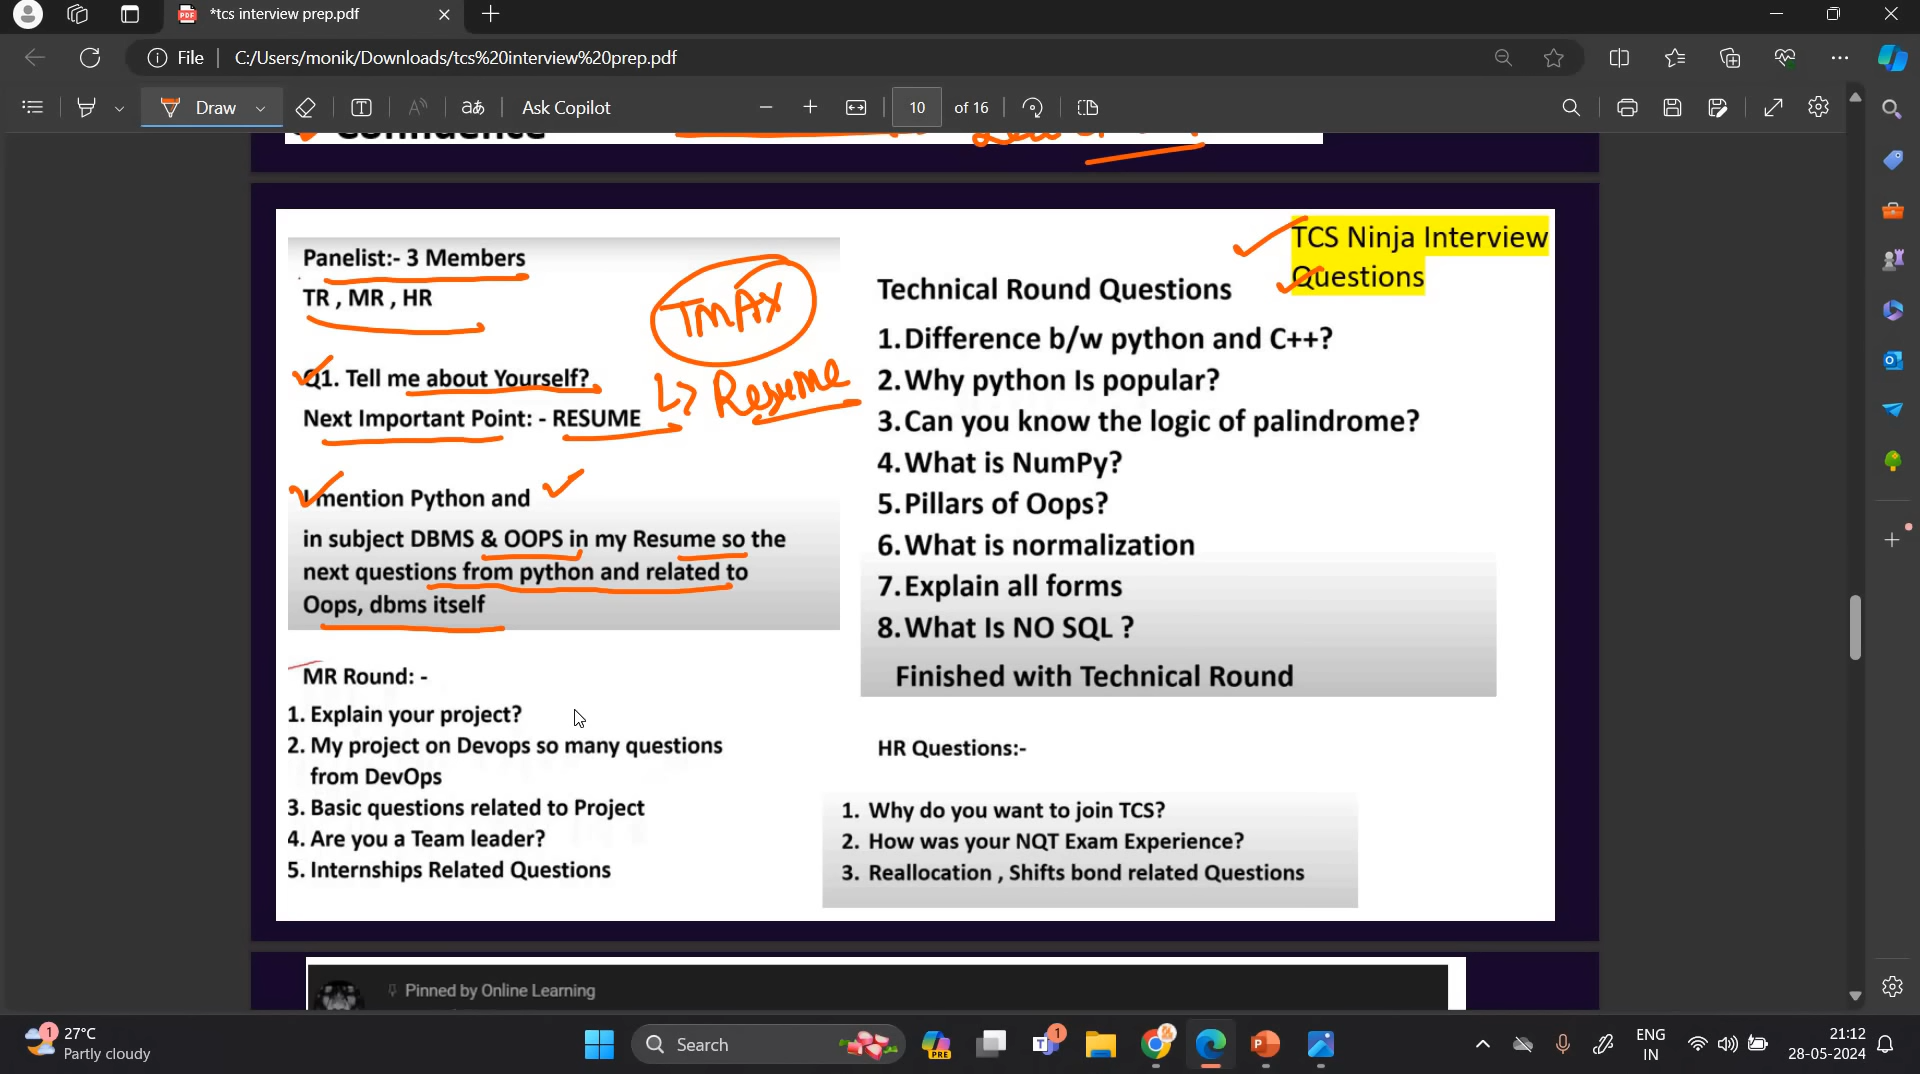 *tcs interview prep.pdf
File
C:/Users/monik/Downloads/tcs%20interview%20prep.pdf
Draw
Ask Copilot
10 of 16
Confidence
TCS Ninja Interview
Questions
Panelist:- 3 Members
TR , MR , HR
TMAX
Q1. Tell me about Yourself?
Resume
Next Important Point: - RESUME
I mention Python and
in subject DBMS & OOPS in my Resume so the
next questions from python and related to
Oops, dbms itself
Technical Round Questions
1.Difference b/w python and C++?
2.Why python Is popular?
3.Can you know the logic of palindrome?
4.What is NumPy?
5.Pillars of Oops?
6.What is normalization
7.Explain all forms
8.What Is NO SQL ?
Finished with Technical Round
MR Round: -
1. Explain your project?
2. My project on Devops so many questions
from DevOps
3. Basic questions related to Project
4. Are you a Team leader?
5. Internships Related Questions
HR Questions:-
1. Why do you want to join TCS?
2. How was your NQT Exam Experience?
3. Reallocation , Shifts bond related Questions
Pinned by Online Learning
1
27°C
Partly cloudy
Search
PRE
1
ENG
IN
21:12
28-05-2024